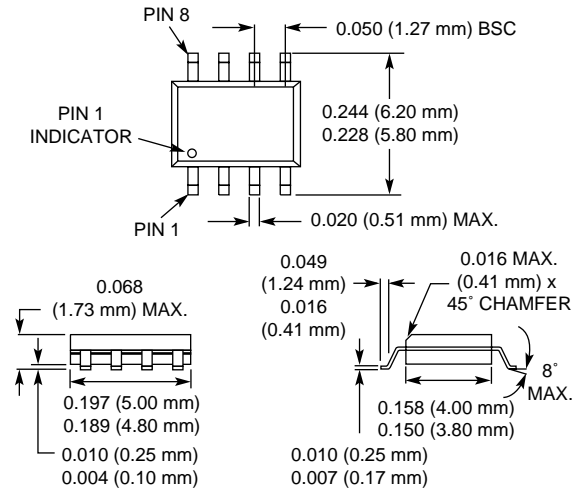 PIN 8
0.050 (1.27 mm) BSC
0.244 (6.20 mm)
0.228 (5.80 mm)
PIN 1
INDICATOR
PIN 1
0.020 (0.51 mm) MAX.
0.068
(1.73 mm) MAX.
0.197 (5.00 mm)
0.189 (4.80 mm)
0.010 (0.25 mm)
0.004 (0.10 mm)
0.049
(1.24 mm)
0.016
(0.41 mm)
0.016 MAX.
(0.41 mm) x
45° CHAMFER
8°
MAX.
0.158 (4.00 mm)
0.150 (3.80 mm)
0.010 (0.25 mm)
0.007 (0.17 mm)